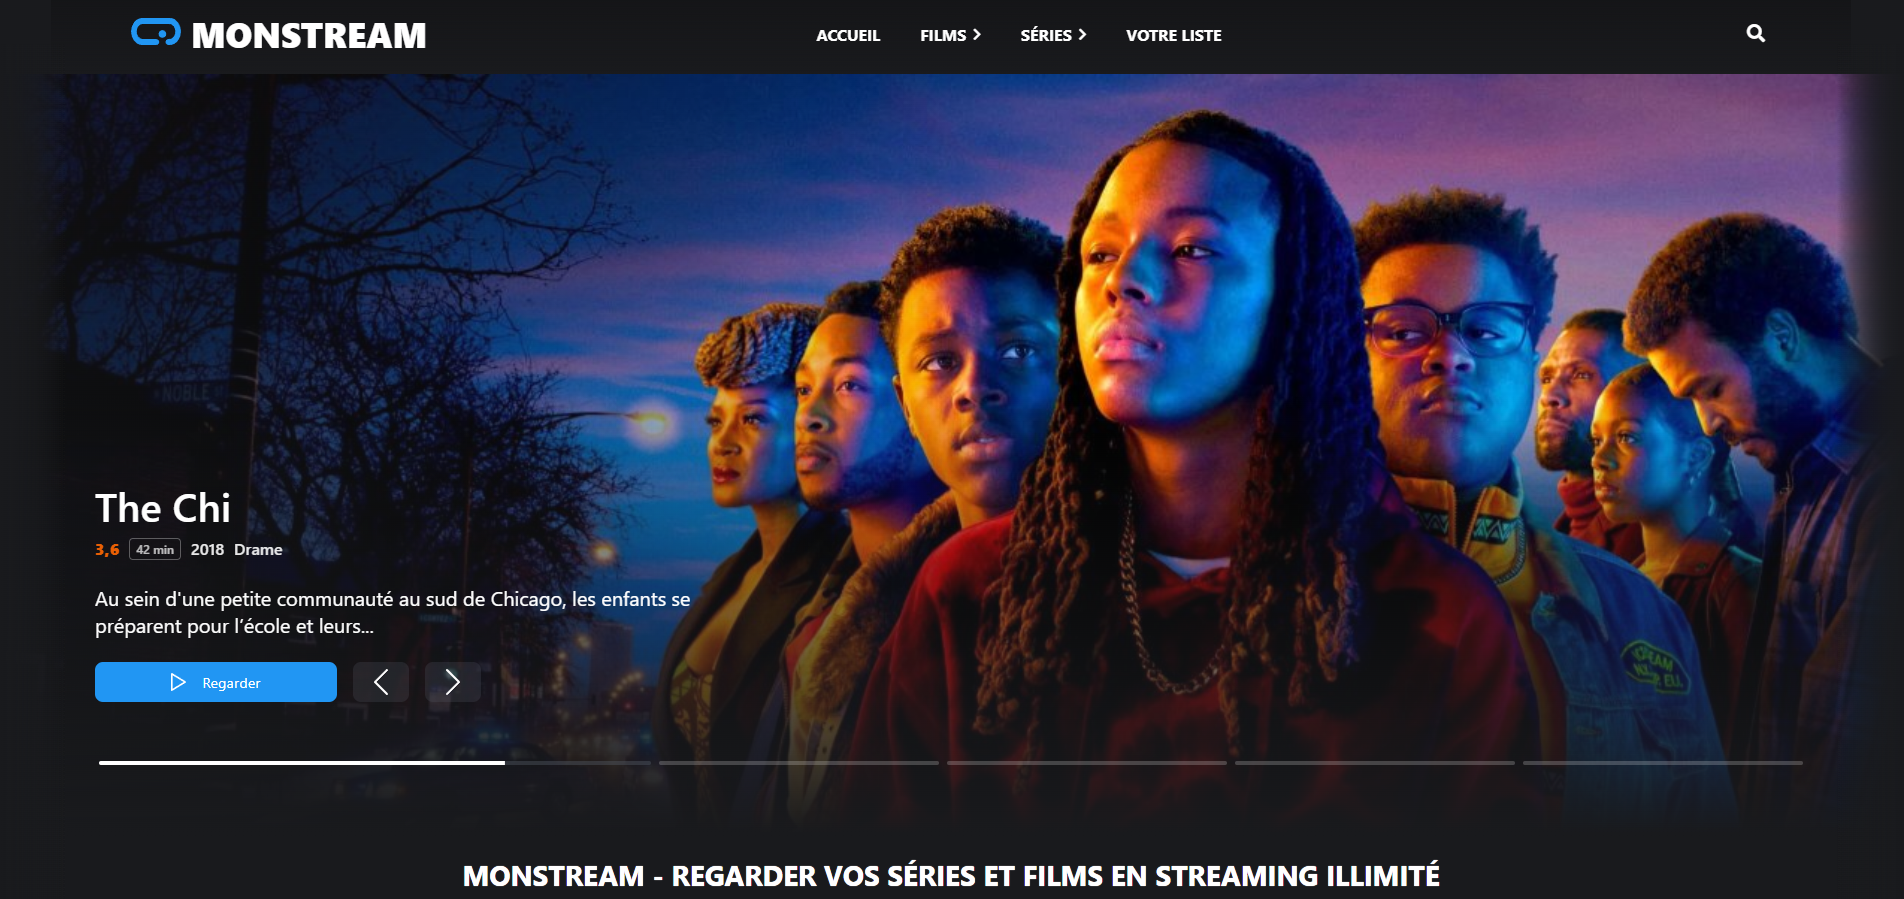 MONSTREAM
ACCUEIL
FILMS
SÉRIES
VOTRE LISTE
NOBLE
The Chi
3,6 42 min 2018 Drame
Au sein d'une petite communauté au sud de Chicago, les enfants se
préparent pour l’école et leurs...
Regarder
MONSTREAM - REGARDER VOS SÉRIES ET FILMS EN STREAMING ILLIMITÉ